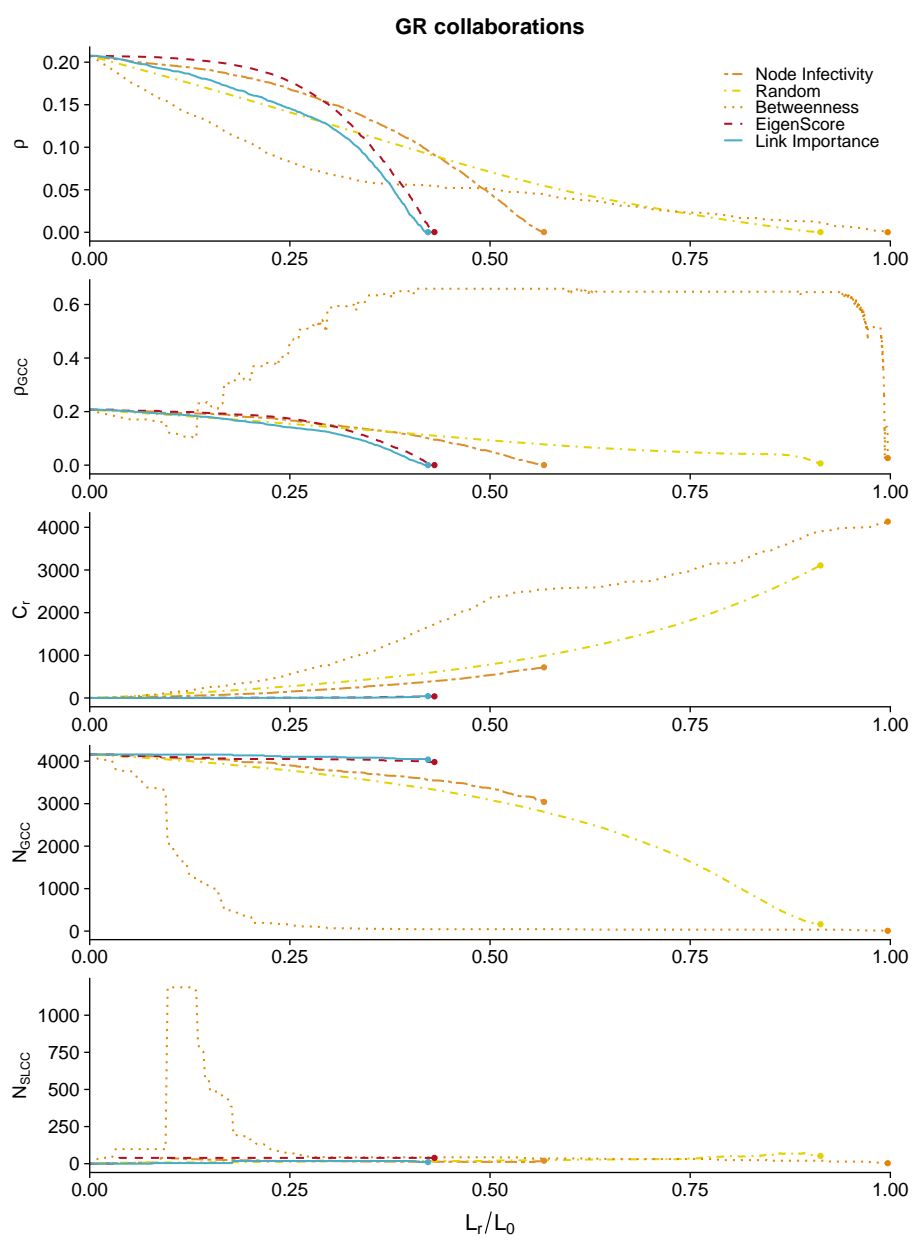 GR collaborations
0.20
0.15
0.10
0.05
0.00
ρ
Node Infectivity
Random
Betweenness
EigenScore
Link Importance
0.00 0.25 0.50 0.75 1.00
0.6
0.4
0.2
0.0
ρGCC
0.00 0.25 0.50 0.75 1.00
4000
3000
2000
1000
0
Cr
0.00 0.25 0.50 0.75 1.00
4000
3000
2000
1000
0
NGCC
0.00 0.25 0.50 0.75 1.00
1000
750
500
250
0
NSLCC
0.00 0.25 0.50 0.75 1.00
Lr/L0